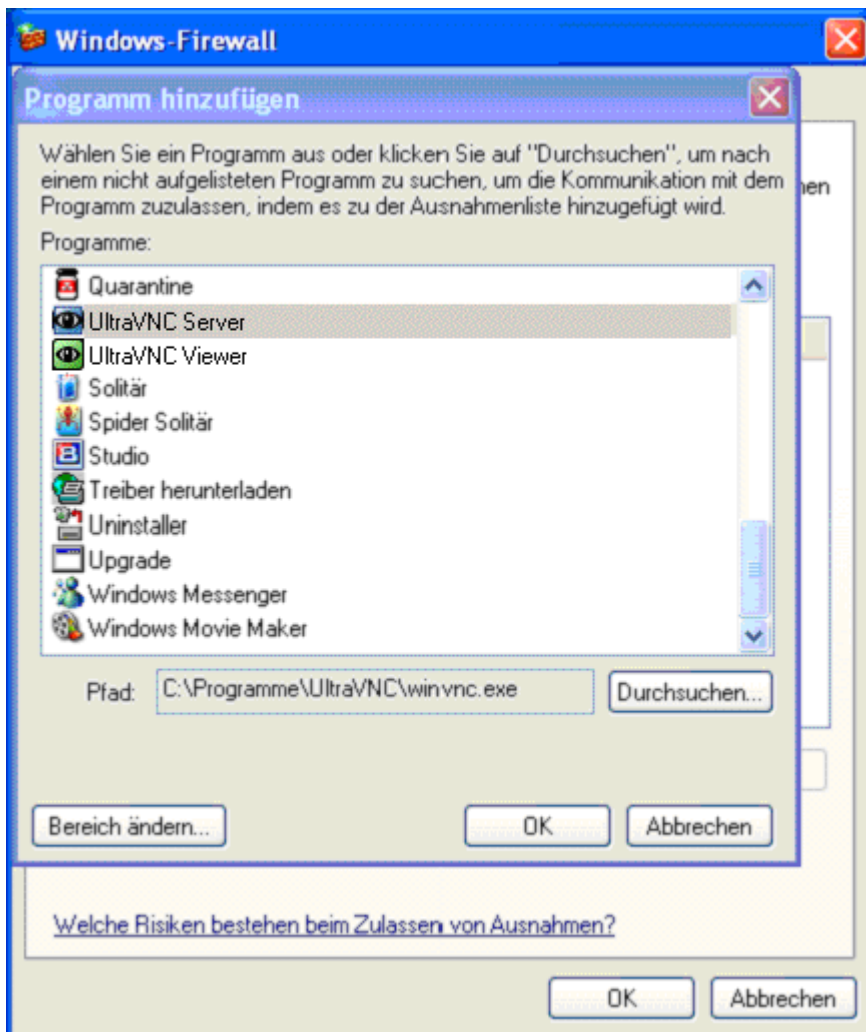 Windows-Firewall
Programm hinzufügen
Wählen Sie ein Programm aus oder klicken Sie auf "Durchsuchen", um nach
einem nicht aufgelisteten Programm zu suchen, um die Kommunikation mit dem
Programm zuzulassen, indem es zu der Ausnahmenliste hinzugefügt wird.
Programme:
Quarantine
UltraVNC Server
UltraVNC Viewer
Solitär
Spider Solitär
Studio
Treiber herunterladen
Uninstaller
Upgrade
Windows Messenger
Windows Movie Maker
Pfad: C:\Programme\UltraVNC\winvnc.exe Durchsuchen...
Bereich ändern... OK Abbrechen
Welche Risiken bestehen beim Zulassen von Ausnahmen?
OK Abbrechen